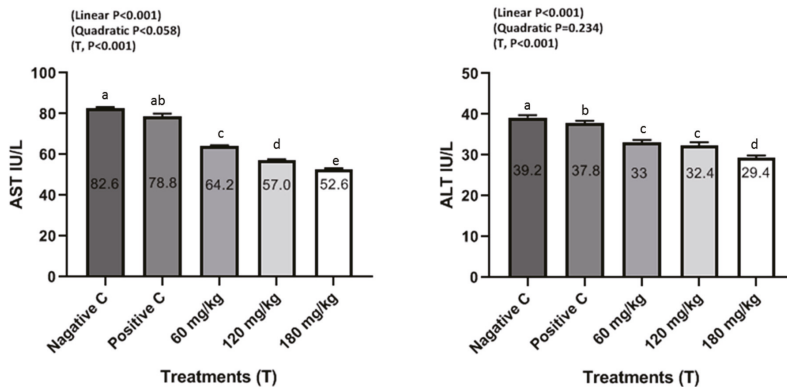 (Linear P<0.001)
(Quadratic P<0.058)
(T, P<0.001)
AST IU/L
100
80
60
40
20
0
a
ab
c
d
e
82.6
78.8
64.2
57.0
52.6
Nagative C
Positive C
60 mg/kg
120 mg/kg
180 mg/kg
Treatments (T)
(Linear P<0.001)
(Quadratic P=0.234)
(T, P<0.001)
ALT IU/L
50
40
30
20
10
0
a
b
c
c
d
39.2
37.8
33
32.4
29.4
Nagative C
Positive C
60 mg/kg
120 mg/kg
180 mg/kg
Treatments (T)